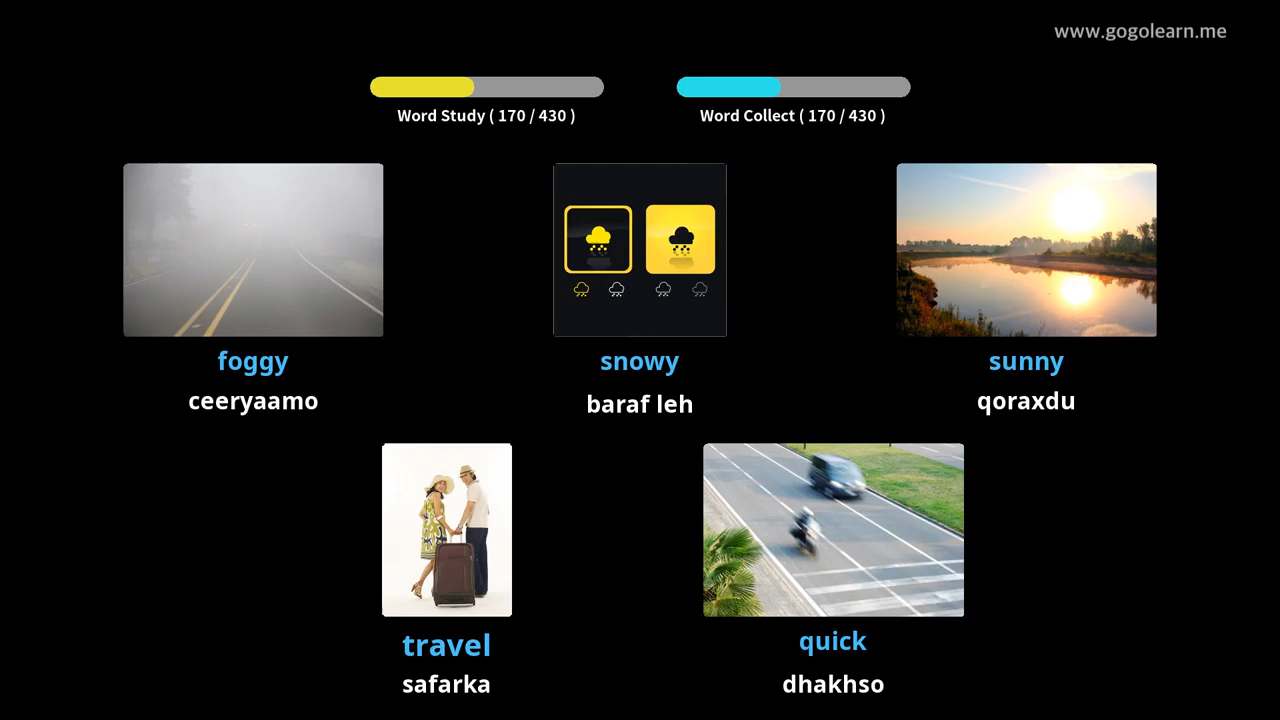 www.gogolearn.me
Word Study ( 170 / 430 )
Word Collect ( 170 / 430 )
foggy
ceeryaamo
snowy
baraf leh
sunny
qoraxdu
travel
safarka
quick
dhakhso